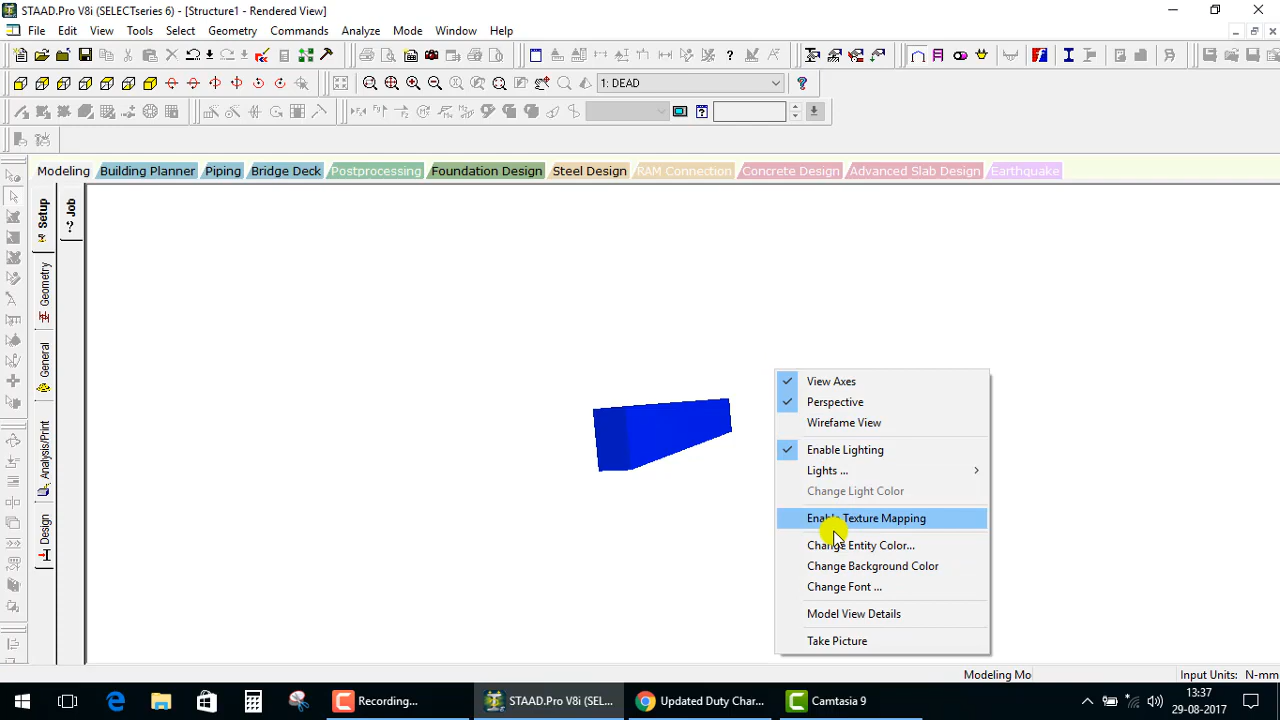 STAAD.Pro V8i (SELECTseries 6) - [Structure1 - Rendered View]
File Edit View Tools Select Geometry Commands Analyze Mode Window Help
1: DEAD
Modeling Building Planner Piping Bridge Deck Postprocessing Foundation Design Steel Design RAM Connection Concrete Design Advanced Slab Design Earthquake
Setup
Job
Geometry
General
Analysis/Print
Design
View Axes
Perspective
Wirefame View
Enable Lighting
Lights ...
Change Light Color
Enable Texture Mapping
Change Entity Color...
Change Background Color
Change Font ...
Model View Details
Take Picture
Modeling Mo Input Units: N-mm
Recording... STAAD.Pro V8i (SEL... Updated Duty Char... Camtasia 9
13:37
29-08-2017